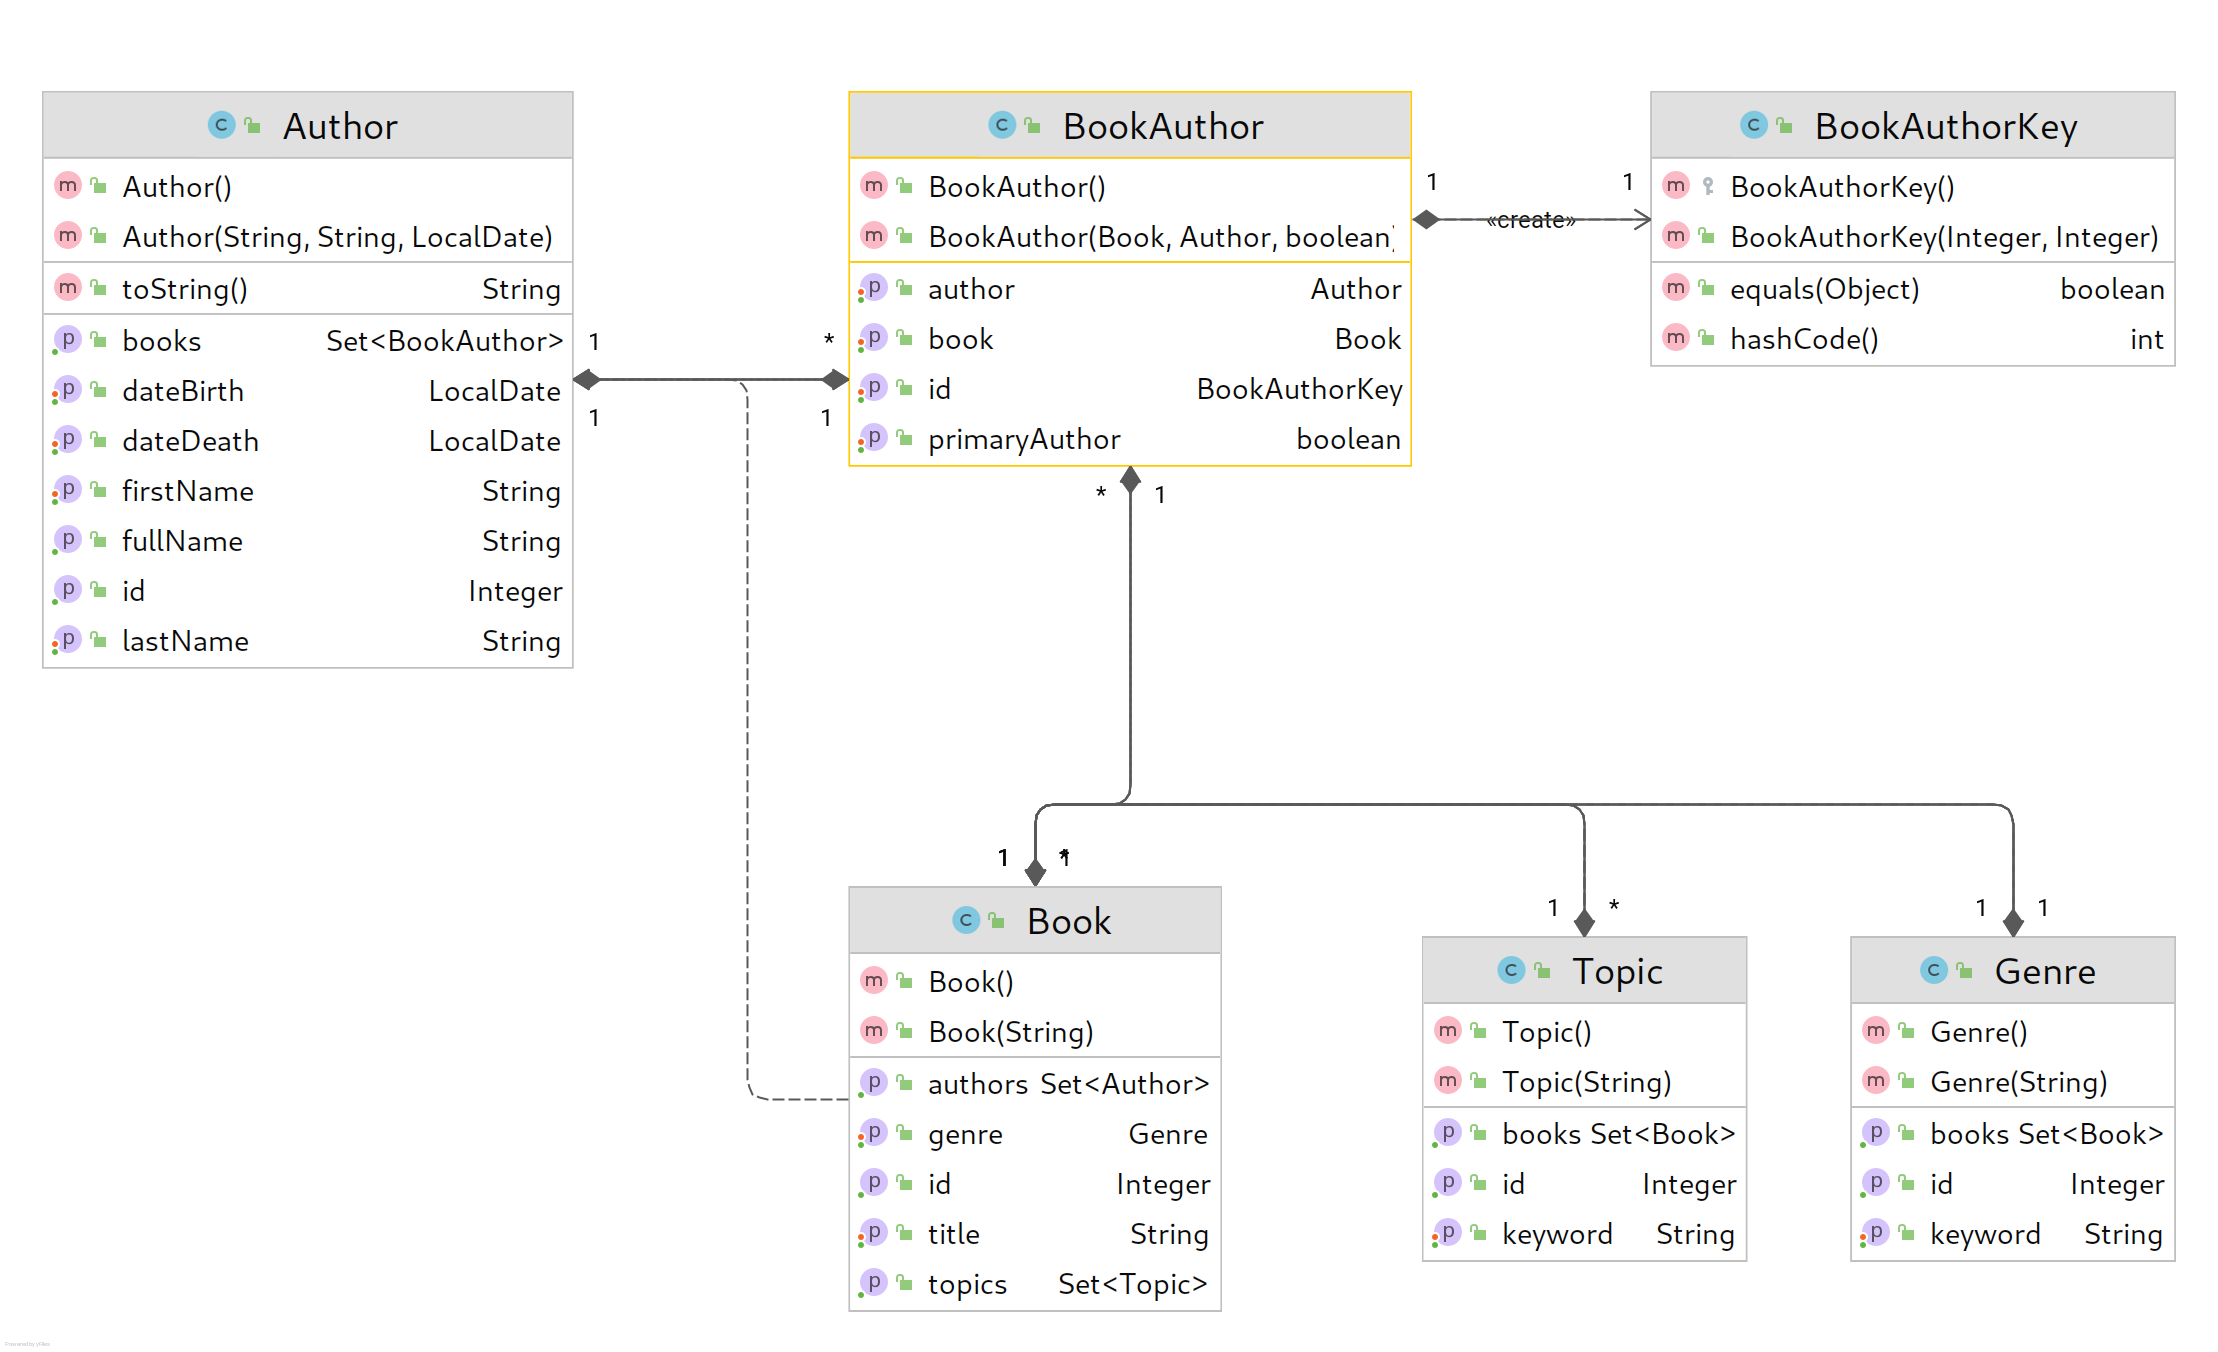 Author
Author()
Author(String, String, LocalDate)
toString() String
books Set<BookAuthor>
dateBirth LocalDate
dateDeath LocalDate
firstName String
fullName String
id Integer
lastName String
1
*
1
1
BookAuthor
BookAuthor()
BookAuthor(Book, Author, boolean)
author Author
book Book
id BookAuthorKey
primaryAuthor boolean
1
1
«create»
BookAuthorKey
BookAuthorKey()
BookAuthorKey(Integer, Integer)
equals(Object) boolean
hashCode() int
*
1
1
Book
Book()
Book(String)
authors Set<Author>
genre Genre
id Integer
title String
topics Set<Topic>
1
*
Topic
Topic()
Topic(String)
books Set<Book>
id Integer
keyword String
1
1
Genre
Genre()
Genre(String)
books Set<Book>
id Integer
keyword String
Powered by yFiles